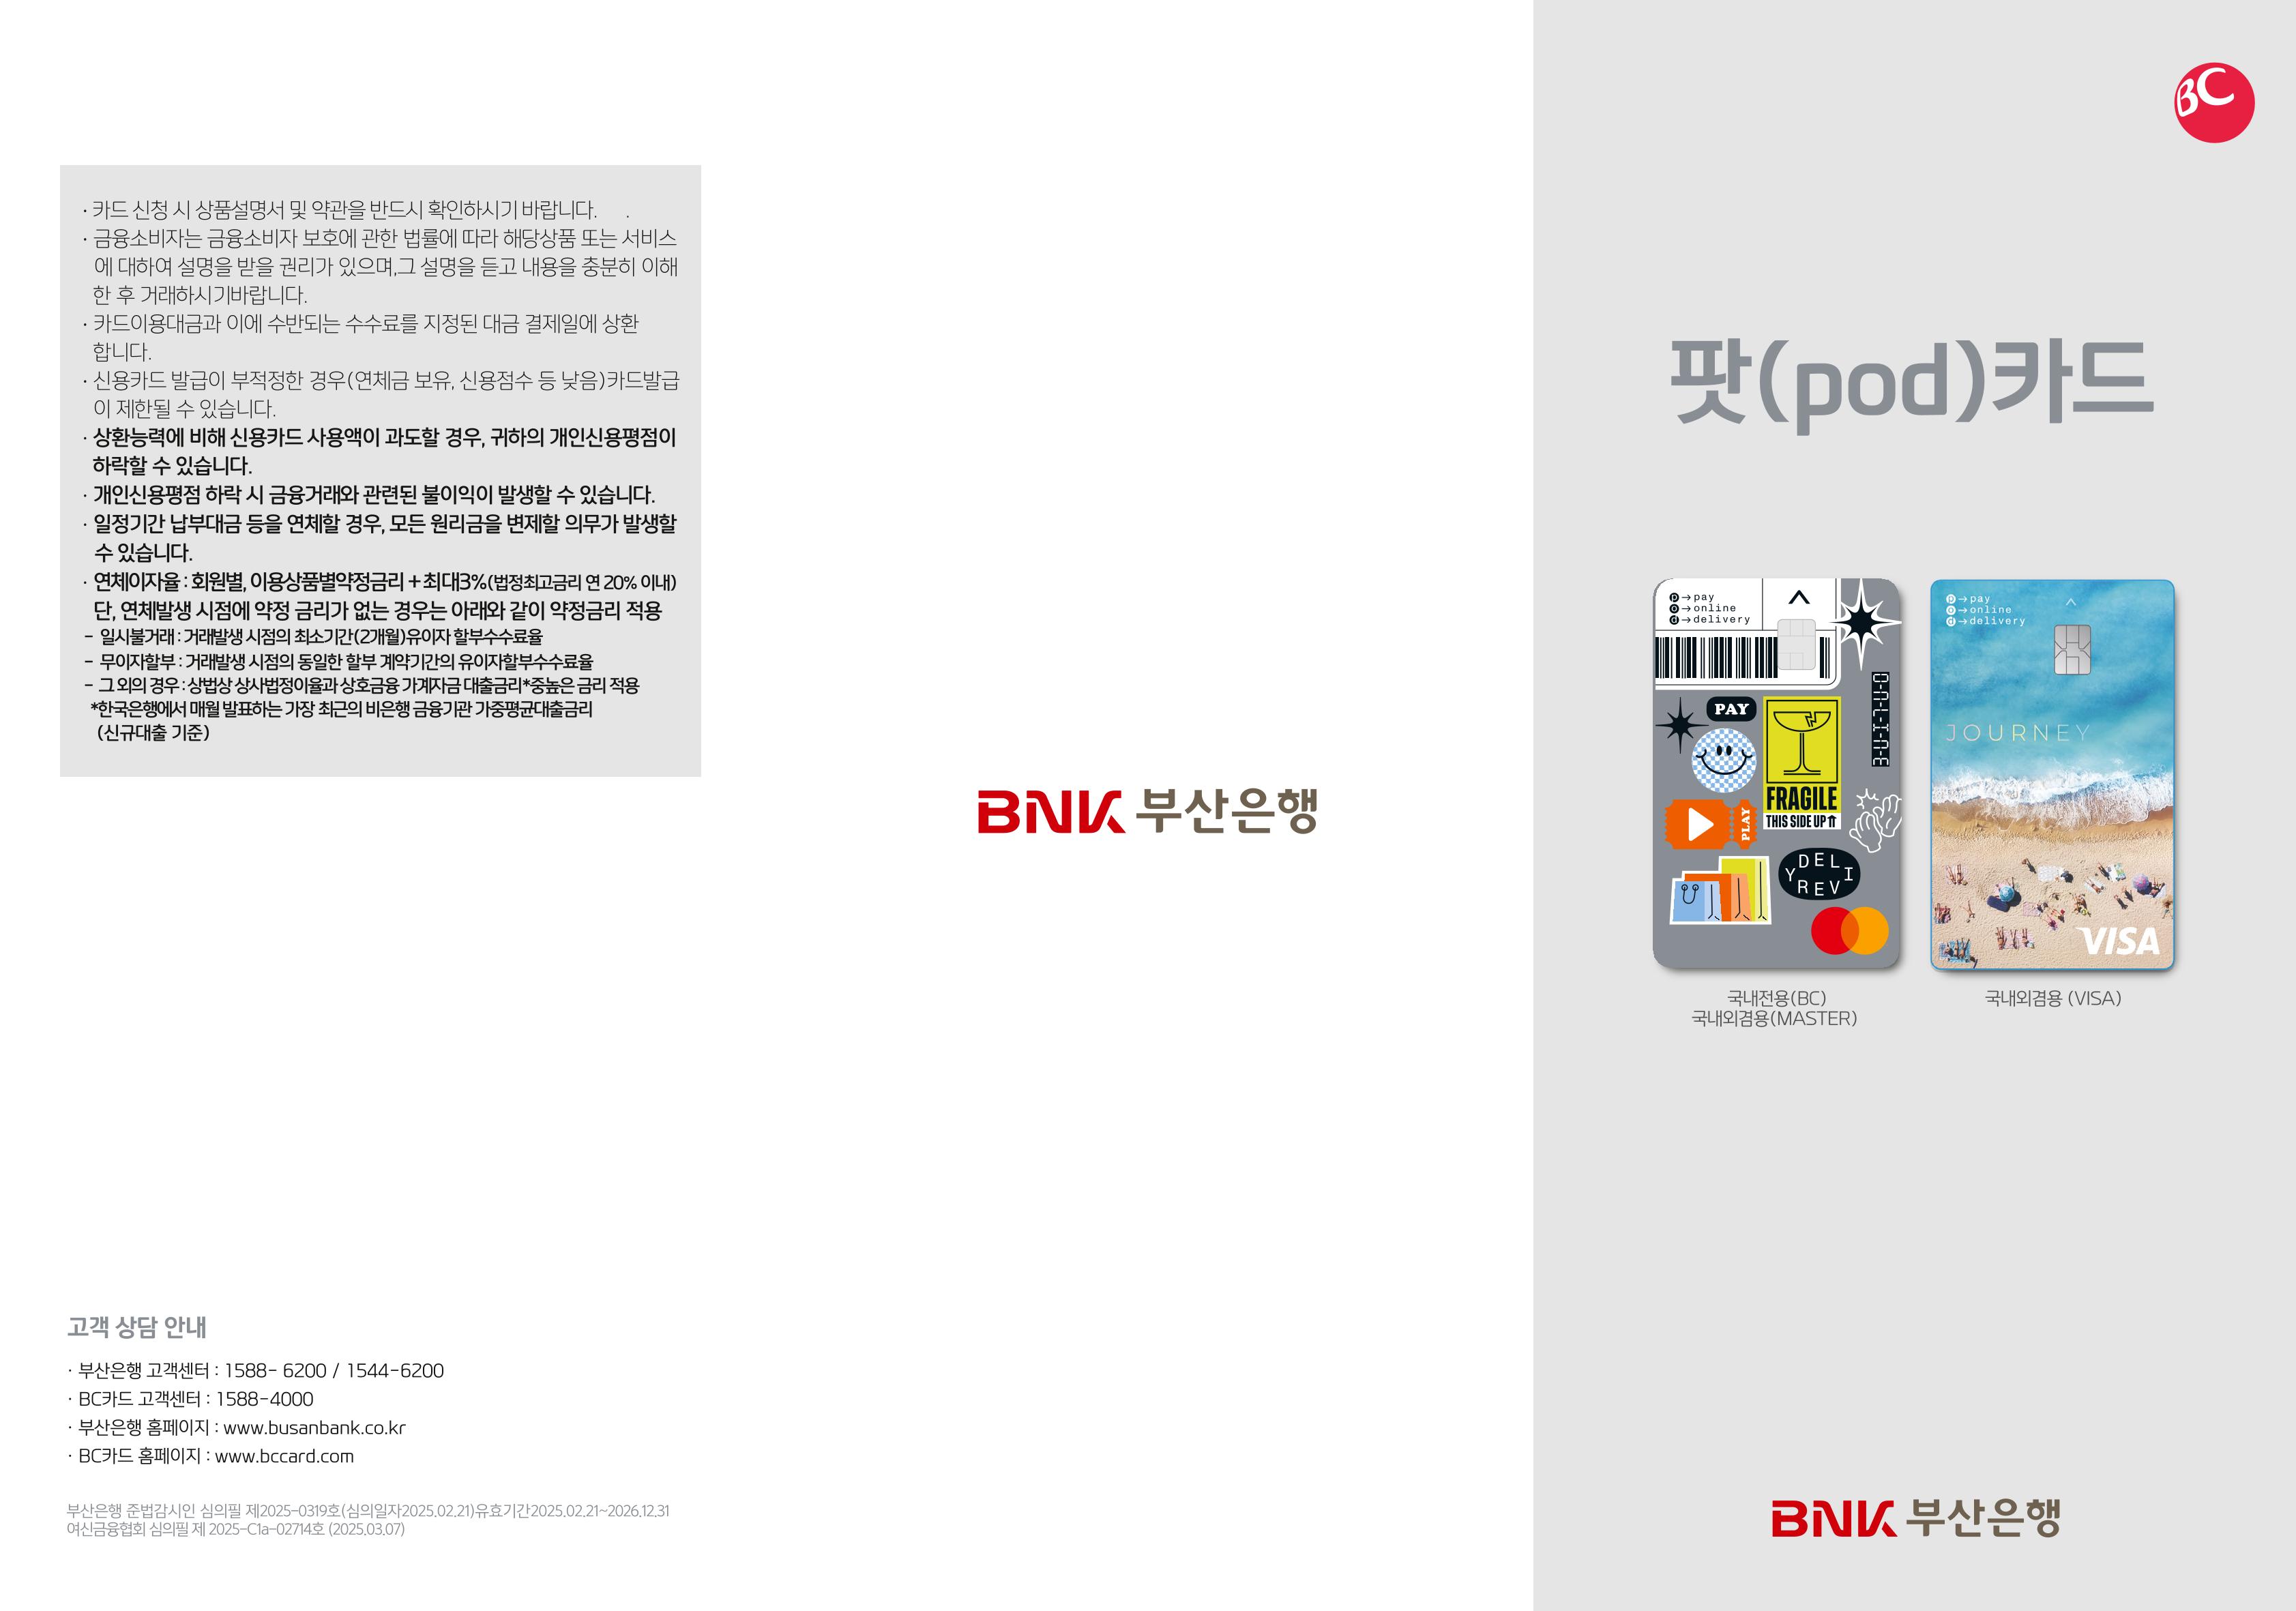 · 카드 신청 시 상품설명서 및 약관을 반드시 확인하시기 바랍니다. .
· 금융소비자는 금융소비자 보호에 관한 법률에 따라 해당상품 또는 서비스
에 대하여 설명을 받을 권리가 있으며,그 설명을 듣고 내용을 충분히 이해
한 후 거래하시기바랍니다.
· 카드이용대금과 이에 수반되는 수수료를 지정된 대금 결제일에 상환
합니다.
· 신용카드 발급이 부적정한 경우(연체금 보유, 신용점수 등 낮음)카드발급
이 제한될 수 있습니다.
· 상환능력에 비해 신용카드 사용액이 과도할 경우, 귀하의 개인신용평점이
하락할 수 있습니다.
· 개인신용평점 하락 시 금융거래와 관련된 불이익이 발생할 수 있습니다.
· 일정기간 납부대금 등을 연체할 경우, 모든 원리금을 변제할 의무가 발생할
수 있습니다.
· 연체이자율 : 회원별, 이용상품별약정금리 + 최대3%(법정최고금리 연 20% 이내)
단, 연체발생 시점에 약정 금리가 없는 경우는 아래와 같이 약정금리 적용
- 일시불거래 : 거래발생 시점의 최소기간(2개월)유이자 할부수수료율
- 무이자할부 : 거래발생 시점의 동일한 할부 계약기간의 유이자할부수수료율
- 그 외의 경우 : 상법상 상사법정이율과 상호금융 가계자금 대출금리*중높은 금리 적용
*한국은행에서 매월 발표하는 가장 최근의 비은행 금융기관 가중평균대출금리
(신규대출 기준)
고객 상담 안내
· 부산은행 고객센터 : 1588- 6200 / 1544-6200
· BC카드 고객센터 : 1588-4000
· 부산은행 홈페이지 : www.busanbank.co.kr
· BC카드 홈페이지 : www.bccard.com
부산은행 준법감시인 심의필 제2025-0319호(심의일자2025.02.21)유효기간2025.02.21~2026.12.31
여신금융협회 심의필 제 2025-C1a-02714호 (2025.03.07)
BNK 부산은행
BC
팟(pod)카드
p→pay
o→online
d→delivery
PAY
FRAGILE
THIS SIDE UP
PLAY
DELI
YREV
국내전용(BC)
국내외겸용(MASTER)
p→pay
o→online
d→delivery
JOURNEY
VISA
국내외겸용 (VISA)
BNK 부산은행